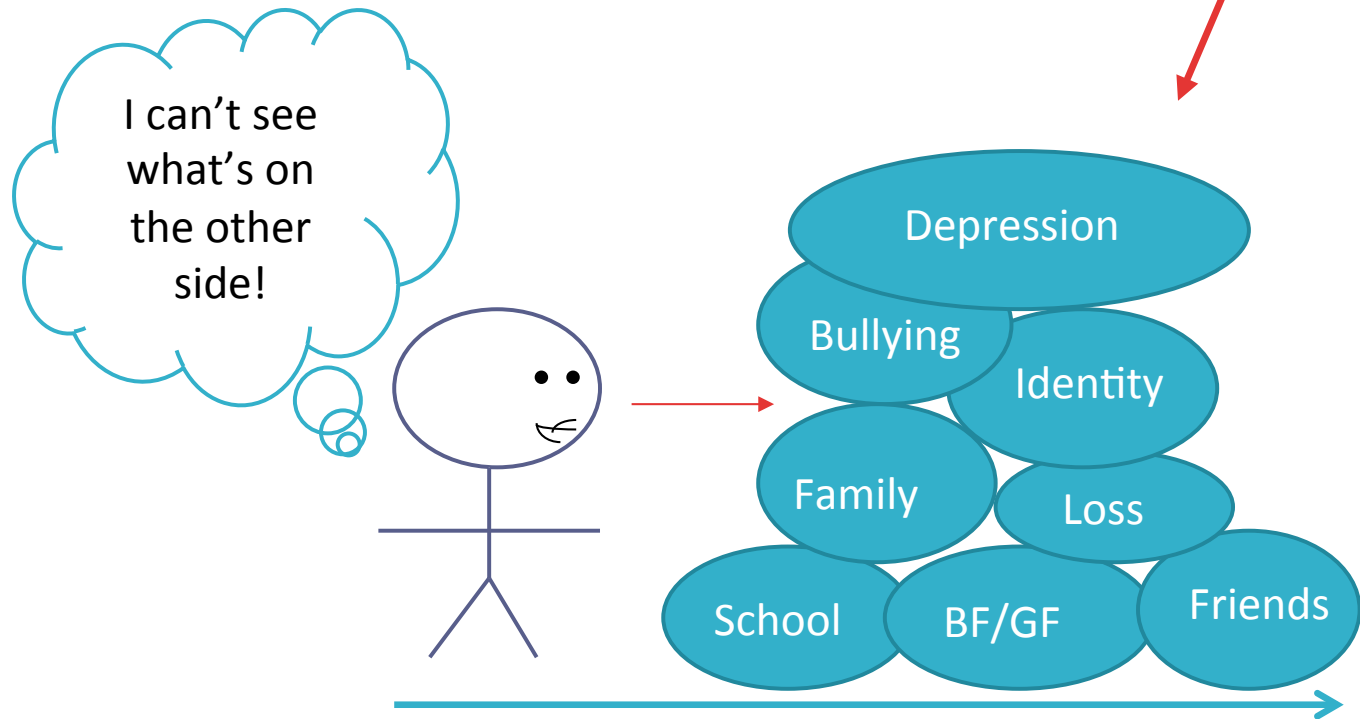 I can’t see
what’s on
the other
side!
Depression
Bullying
Identity
Family
Loss
School
BF/GF
Friends